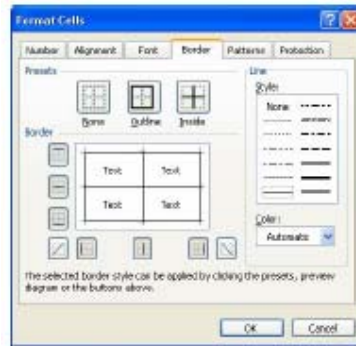 Format Cells
Number Alignment Font Border Patterns Protection
Presets
None Outline Inside
Line
Style:
None
Border
Text Text
Text Text
Color:
Automatic
The selected border style can be applied by clicking the presets, preview
diagram or the buttons above.
OK Cancel